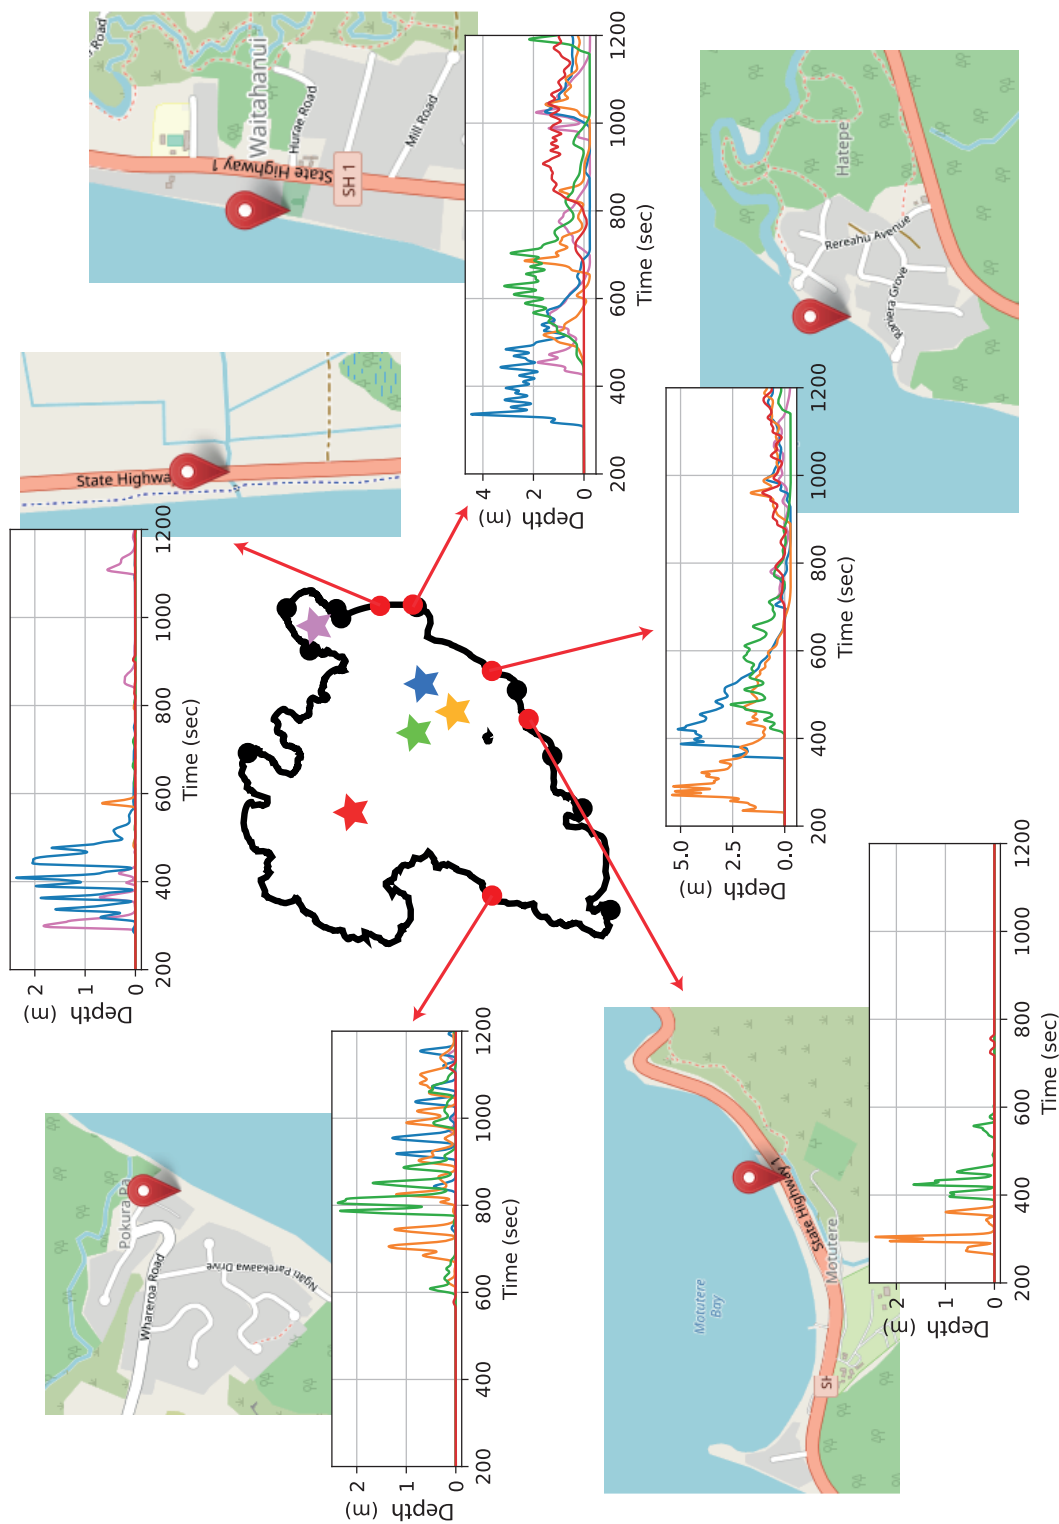 Road
Waitahanui
Hurae Road
Mill Road
State Highway 1
SH 1
Depth (m)
0
2
4
200
400
600
800
1000
1200
Time (sec)
State Highwa
Depth (m)
0
1
2
200
400
600
800
1000
1200
Time (sec)
Hatepe
Rereahu Avenue
Raniera Grove
Depth (m)
0.0
2.5
5.0
200
400
600
800
1000
1200
Time (sec)
Pokura Pa
Whareroa Road
Ngati Parekaawa Drive
Depth (m)
0
1
2
200
400
600
800
1000
1200
Time (sec)
Motutere
Bay
State Highway 1
Motutere
SH
Depth (m)
0
1
2
200
400
600
800
1000
1200
Time (sec)